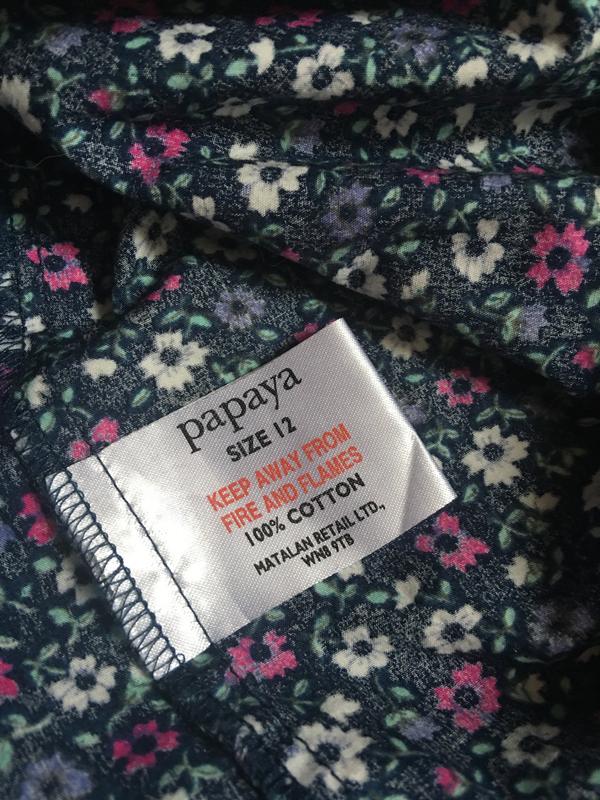 papaya
SIZE 12
KEEP AWAY FROM
FIRE AND FLAMES
100% COTTON
MATALAN RETAIL LTD.,
WN8 9TB